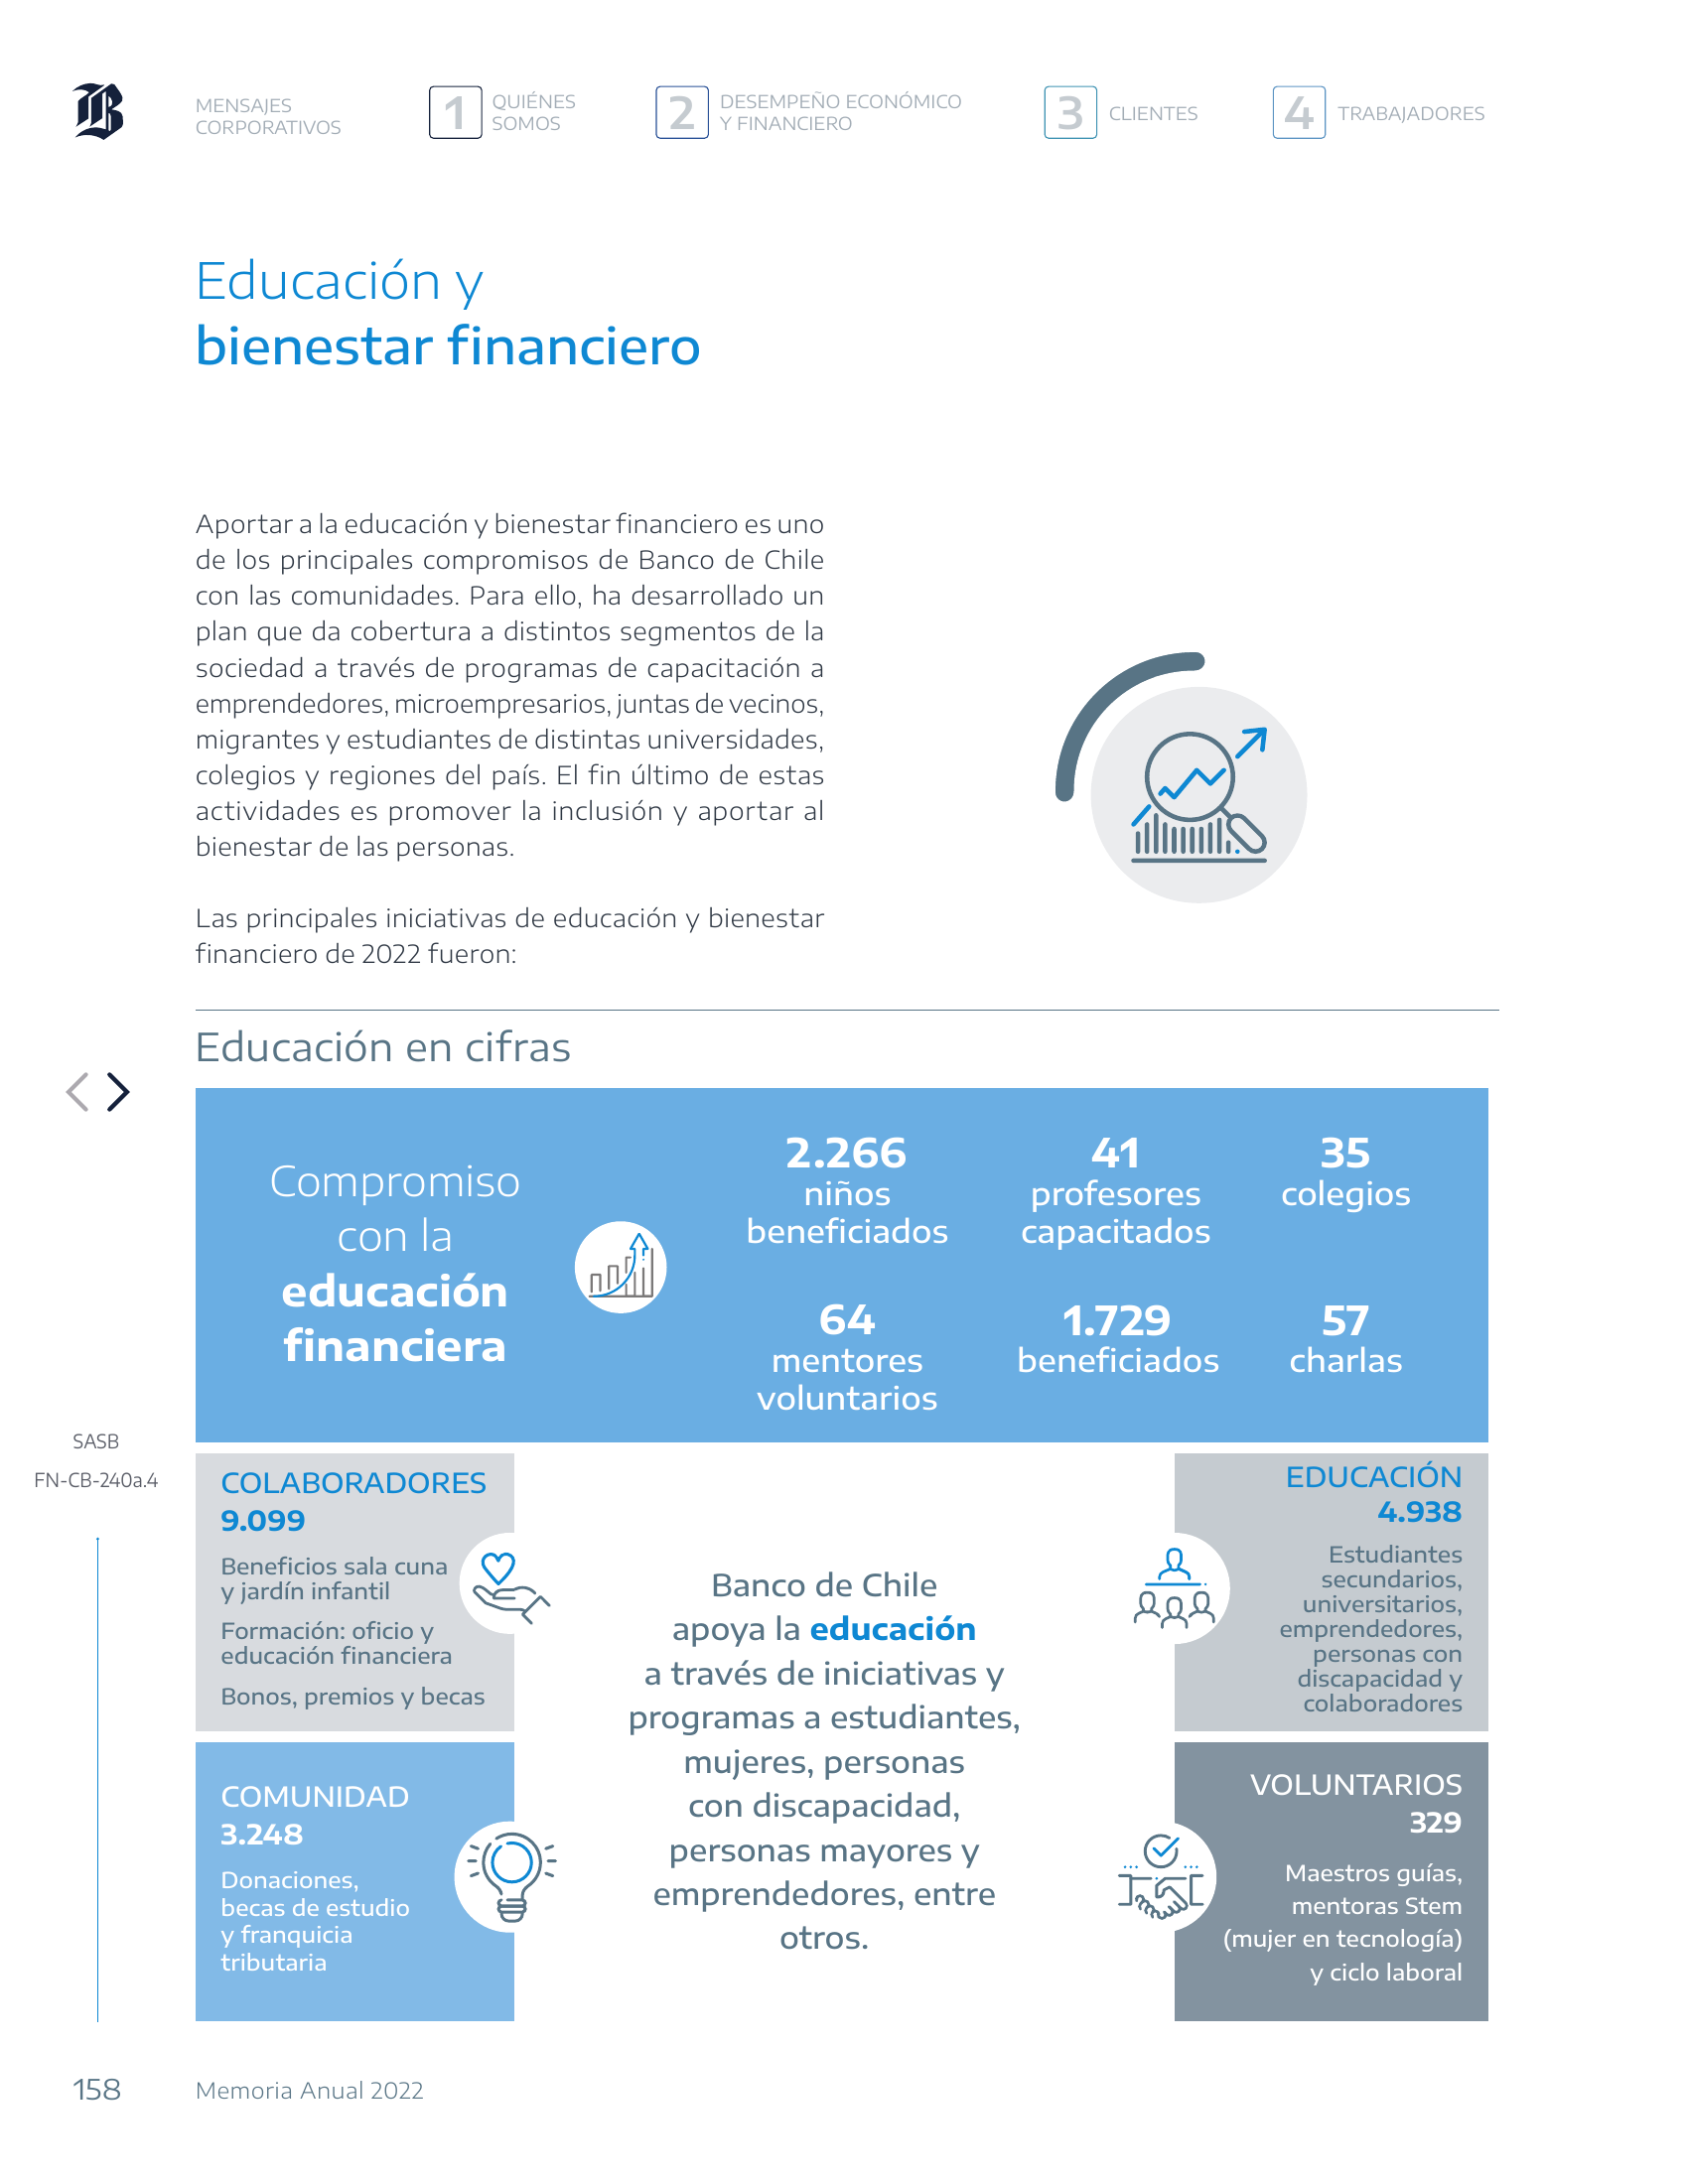 B
MENSAJES
CORPORATIVOS
1
QUIÉNES
SOMOS
2
DESEMPEÑO ECONÓMICO
Y FINANCIERO
3
CLIENTES
4
TRABAJADORES
Educación y
bienestar financiero
Aportar a la educación y bienestar financiero es uno
de los principales compromisos de Banco de Chile
con las comunidades. Para ello, ha desarrollado un
plan que da cobertura a distintos segmentos de la
sociedad a través de programas de capacitación a
emprendedores, microempresarios, juntas de vecinos,
migrantes y estudiantes de distintas universidades,
colegios y regiones del país. El fin último de estas
actividades es promover la inclusión y aportar al
bienestar de las personas.
Las principales iniciativas de educación y bienestar
financiero de 2022 fueron:
Educación en cifras
Compromiso
con la
educación
financiera
2.266
niños
beneficiados
41
profesores
capacitados
35
colegios
64
mentores
voluntarios
1.729
beneficiados
57
charlas
SASB
FN-CB-240a.4
COLABORADORES
9.099
Beneficios sala cuna
y jardín infantil
Formación: oficio y
educación financiera
Bonos, premios y becas
COMUNIDAD
3.248
Donaciones,
becas de estudio
y franquicia
tributaria
Banco de Chile
apoya la educación
a través de iniciativas y
programas a estudiantes,
mujeres, personas
con discapacidad,
personas mayores y
emprendedores, entre
otros.
EDUCACIÓN
4.938
Estudiantes
secundarios,
universitarios,
emprendedores,
personas con
discapacidad y
colaboradores
VOLUNTARIOS
329
Maestros guías,
mentoras Stem
(mujer en tecnología)
y ciclo laboral
158
Memoria Anual 2022